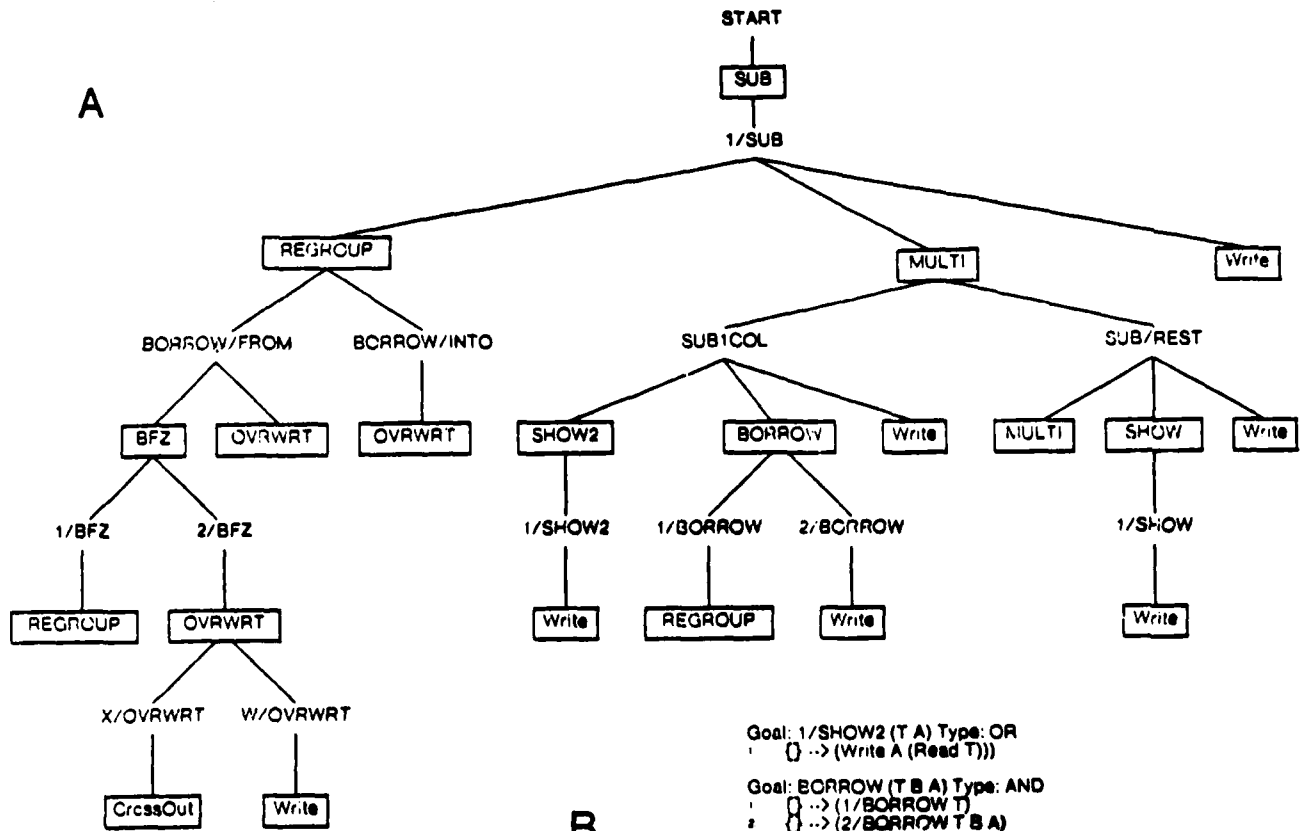 START
SUB
A
1/SUB
REGROUP
MULTI
Write
BORROW/FROM
BORROW/INTO
SUB1COL
SUB/REST
BFZ
OVRWRT
OVRWRT
SHOW2
BORROW
Write
MULTI
SHOW
Write
1/BFZ
2/BFZ
1/SHOW2
1/BORROW
2/BORROW
1/SHOW
REGROUP
OVRWRT
Write
REGROUP
Write
Write
X/OVRWRT
W/OVRWRT
CrossOut
Write
Goal: 1/SHOW2 (T A) Type: OR
1 {} --> (Write A (Read T)))
Goal: BORROW (T B A) Type: AND
1 {} --> (1/BORROW T)
2 {} --> (2/BORROW T B A)
B